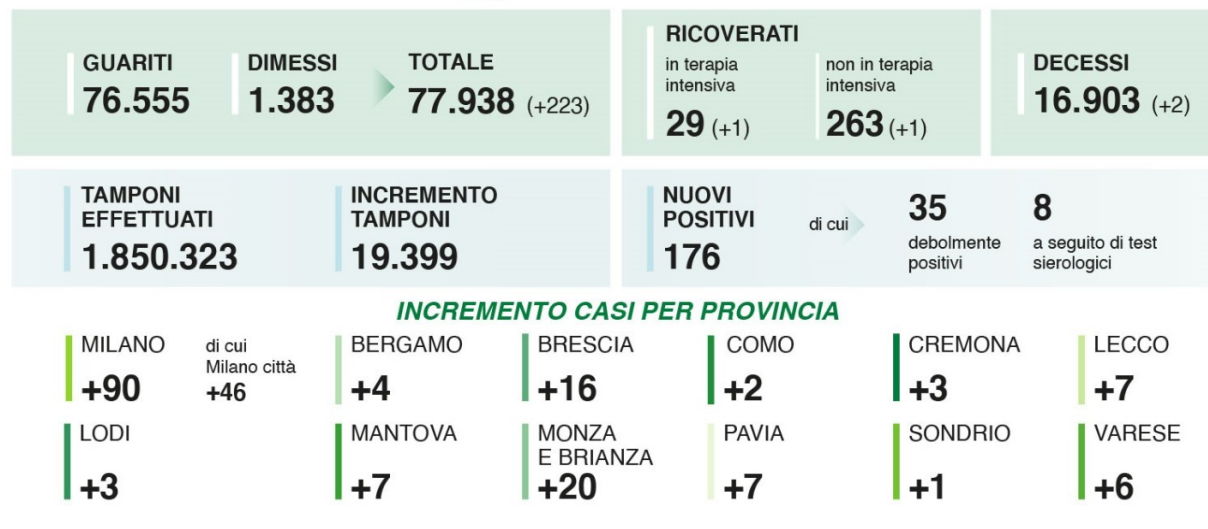 GUARITI
76.555
DIMESSI
1.383
TOTALE
77.938 (+223)
RICOVERATI
in terapia
intensiva
29 (+1)
non in terapia
intensiva
263 (+1)
DECESSI
16.903 (+2)
TAMPONI
EFFETTUATI
1.850.323
INCREMENTO
TAMPONI
19.399
NUOVI
POSITIVI
176
di cui
35
debolmente
positivi
8
a seguito di test
sierologici
INCREMENTO CASI PER PROVINCIA
MILANO
+90
di cui
Milano città
+46
BERGAMO
+4
BRESCIA
+16
COMO
+2
CREMONA
+3
LECCO
+7
LODI
+3
MANTOVA
+7
MONZA
E BRIANZA
+20
PAVIA
+7
SONDRIO
+1
VARESE
+6